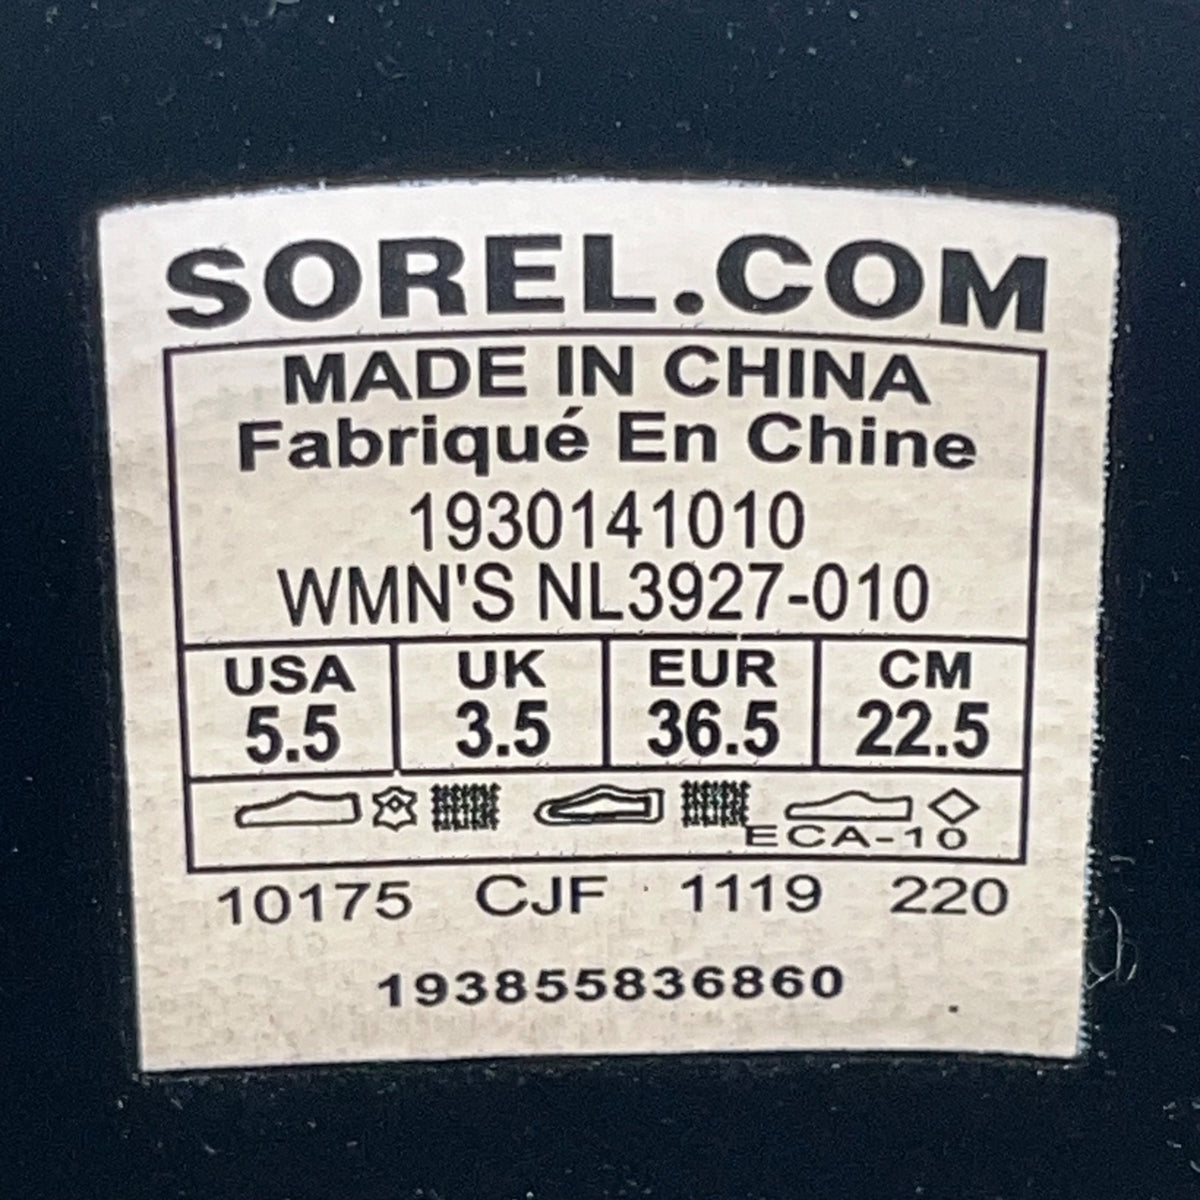 SOREL.COM
MADE IN CHINA
Fabriqué En Chine
1930141010
WMN'S NL3927-010
USA UK EUR CM
5.5 3.5 36.5 22.5
ECA-10
10175 CJF 1119 220
193855836860